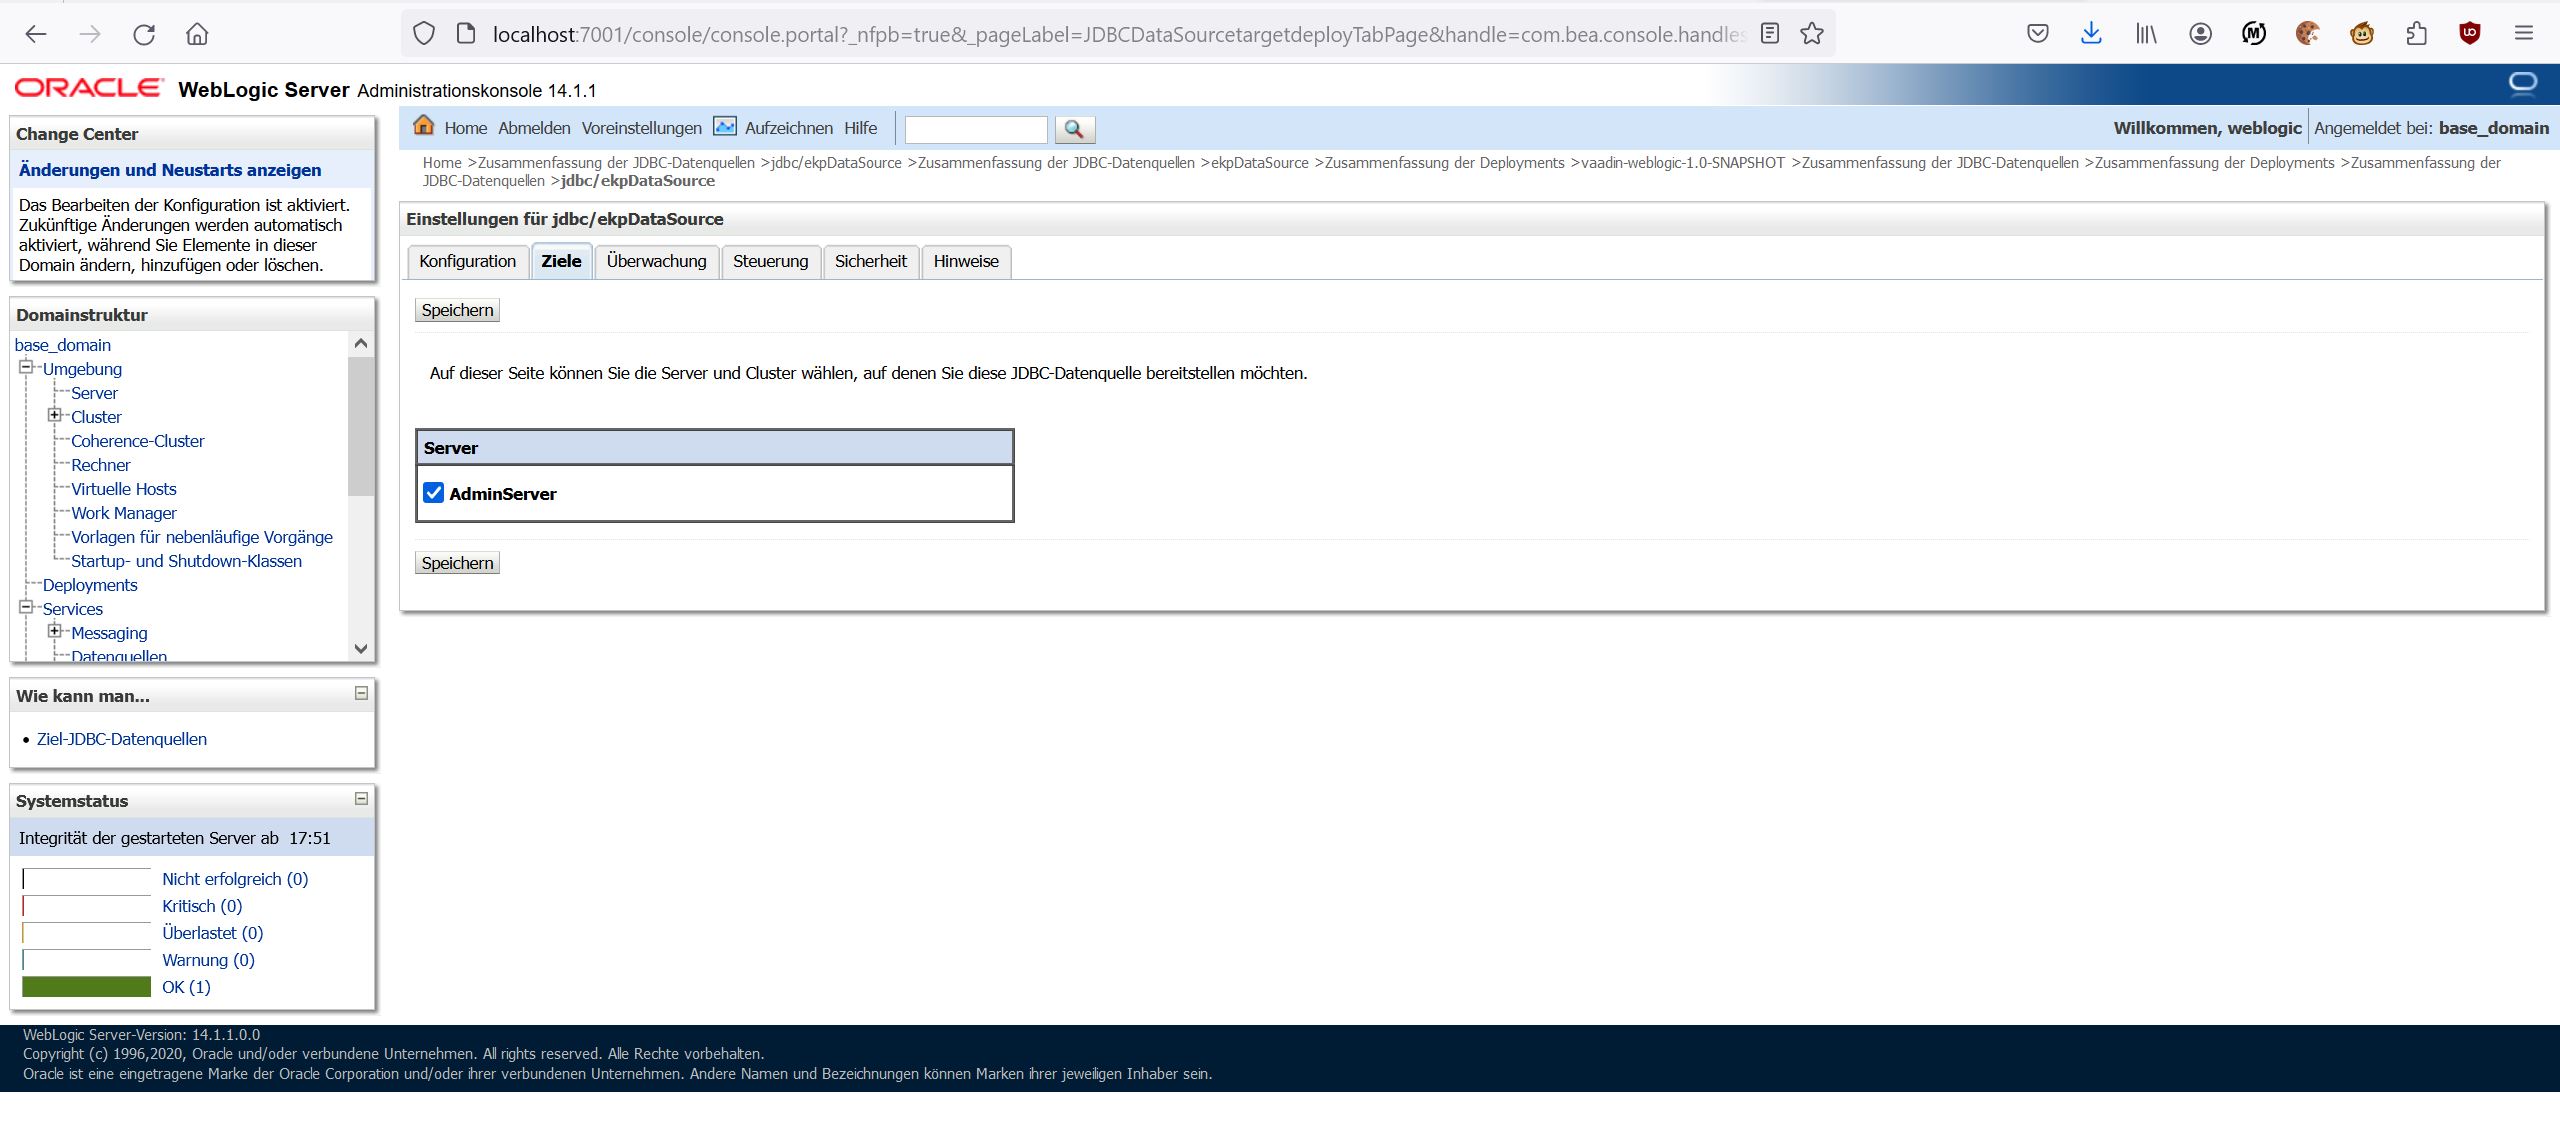 localhost:7001/console/console.portal?_nfpb=true&_pageLabel=JDBCDataSourcetargetdeployTabPage&handle=com.bea.console.handles
ORACLE WebLogic Server Administrationskonsole 14.1.1
Change Center
Änderungen und Neustarts anzeigen
Das Bearbeiten der Konfiguration ist aktiviert.
Zukünftige Änderungen werden automatisch
aktiviert, während Sie Elemente in dieser
Domain ändern, hinzufügen oder löschen.
Domainstruktur
base_domain
Umgebung
Server
Cluster
Coherence-Cluster
Rechner
Virtuelle Hosts
Work Manager
Vorlagen für nebenläufige Vorgänge
Startup- und Shutdown-Klassen
Deployments
Services
Messaging
Datenquellen
Wie kann man...
Ziel-JDBC-Datenquellen
Systemstatus
Integrität der gestarteten Server ab 17:51
Nicht erfolgreich (0)
Kritisch (0)
Überlastet (0)
Warnung (0)
OK (1)
Home Abmelden Voreinstellungen Aufzeichnen Hilfe
Willkommen, weblogic Angemeldet bei: base_domain
Home >Zusammenfassung der JDBC-Datenquellen >jdbc/ekpDataSource >Zusammenfassung der JDBC-Datenquellen >ekpDataSource >Zusammenfassung der Deployments >vaadin-weblogic-1.0-SNAPSHOT >Zusammenfassung der JDBC-Datenquellen >Zusammenfassung der Deployments >Zusammenfassung der
JDBC-Datenquellen >jdbc/ekpDataSource
Einstellungen für jdbc/ekpDataSource
Konfiguration Ziele Überwachung Steuerung Sicherheit Hinweise
Speichern
Auf dieser Seite können Sie die Server und Cluster wählen, auf denen Sie diese JDBC-Datenquelle bereitstellen möchten.
Server
AdminServer
Speichern
WebLogic Server-Version: 14.1.1.0.0
Copyright (c) 1996,2020, Oracle und/oder verbundene Unternehmen. All rights reserved. Alle Rechte vorbehalten.
Oracle ist eine eingetragene Marke der Oracle Corporation und/oder ihrer verbundenen Unternehmen. Andere Namen und Bezeichnungen können Marken ihrer jeweiligen Inhaber sein.